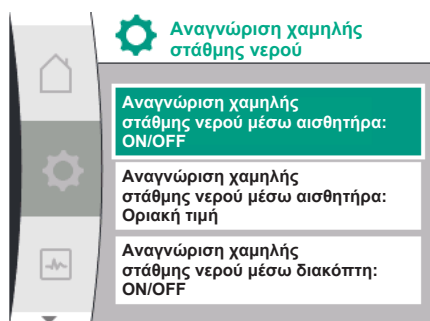 Αναγνώριση χαμηλής
στάθμης νερού
Αναγνώριση χαμηλής
στάθμης νερού μέσω αισθητήρα:
ON/OFF
Αναγνώριση χαμηλής
στάθμης νερού μέσω αισθητήρα:
Οριακή τιμή
Αναγνώριση χαμηλής
στάθμης νερού μέσω διακόπτη:
ON/OFF